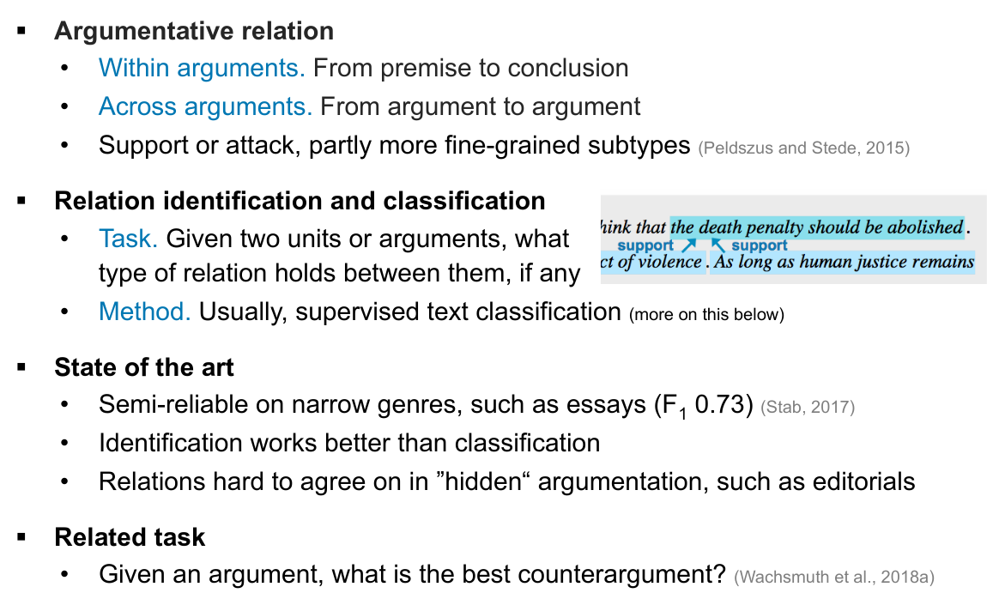 ▪ Argumentative relation
• Within arguments. From premise to conclusion
• Across arguments. From argument to argument
• Support or attack, partly more fine-grained subtypes (Peldszus and Stede, 2015)
▪ Relation identification and classification
• Task. Given two units or arguments, what
type of relation holds between them, if any
hink that the death penalty should be abolished.
support support
ct of violence. As long as human justice remains
• Method. Usually, supervised text classification (more on this below)
▪ State of the art
• Semi-reliable on narrow genres, such as essays (F1 0.73) (Stab, 2017)
• Identification works better than classification
• Relations hard to agree on in ”hidden“ argumentation, such as editorials
▪ Related task
• Given an argument, what is the best counterargument? (Wachsmuth et al., 2018a)